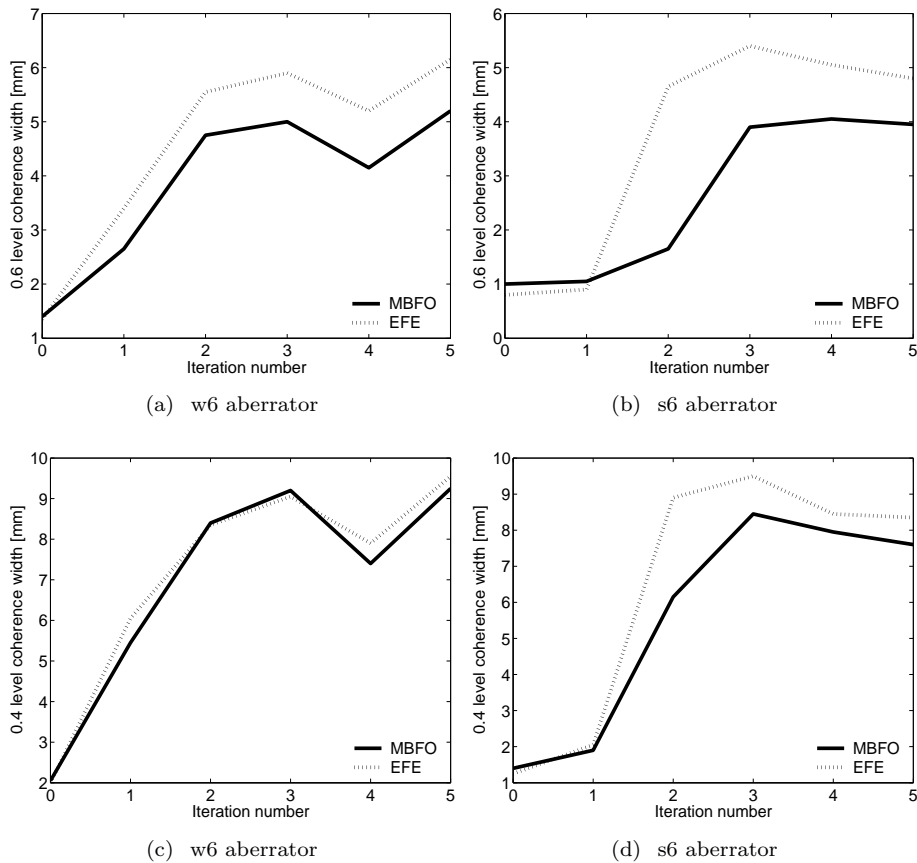 7
6
5
4
3
2
1
0 1 2 3 4 5
0.6 level coherence width [mm]
Iteration number
MBFO
EFE
(a) w6 aberrator
6
5
4
3
2
1
0
0 1 2 3 4 5
0.6 level coherence width [mm]
Iteration number
MBFO
EFE
(b) s6 aberrator
10
9
8
7
6
5
4
3
2
0 1 2 3 4 5
0.4 level coherence width [mm]
Iteration number
MBFO
EFE
(c) w6 aberrator
10
9
8
7
6
5
4
3
2
1
0 1 2 3 4 5
0.4 level coherence width [mm]
Iteration number
MBFO
EFE
(d) s6 aberrator